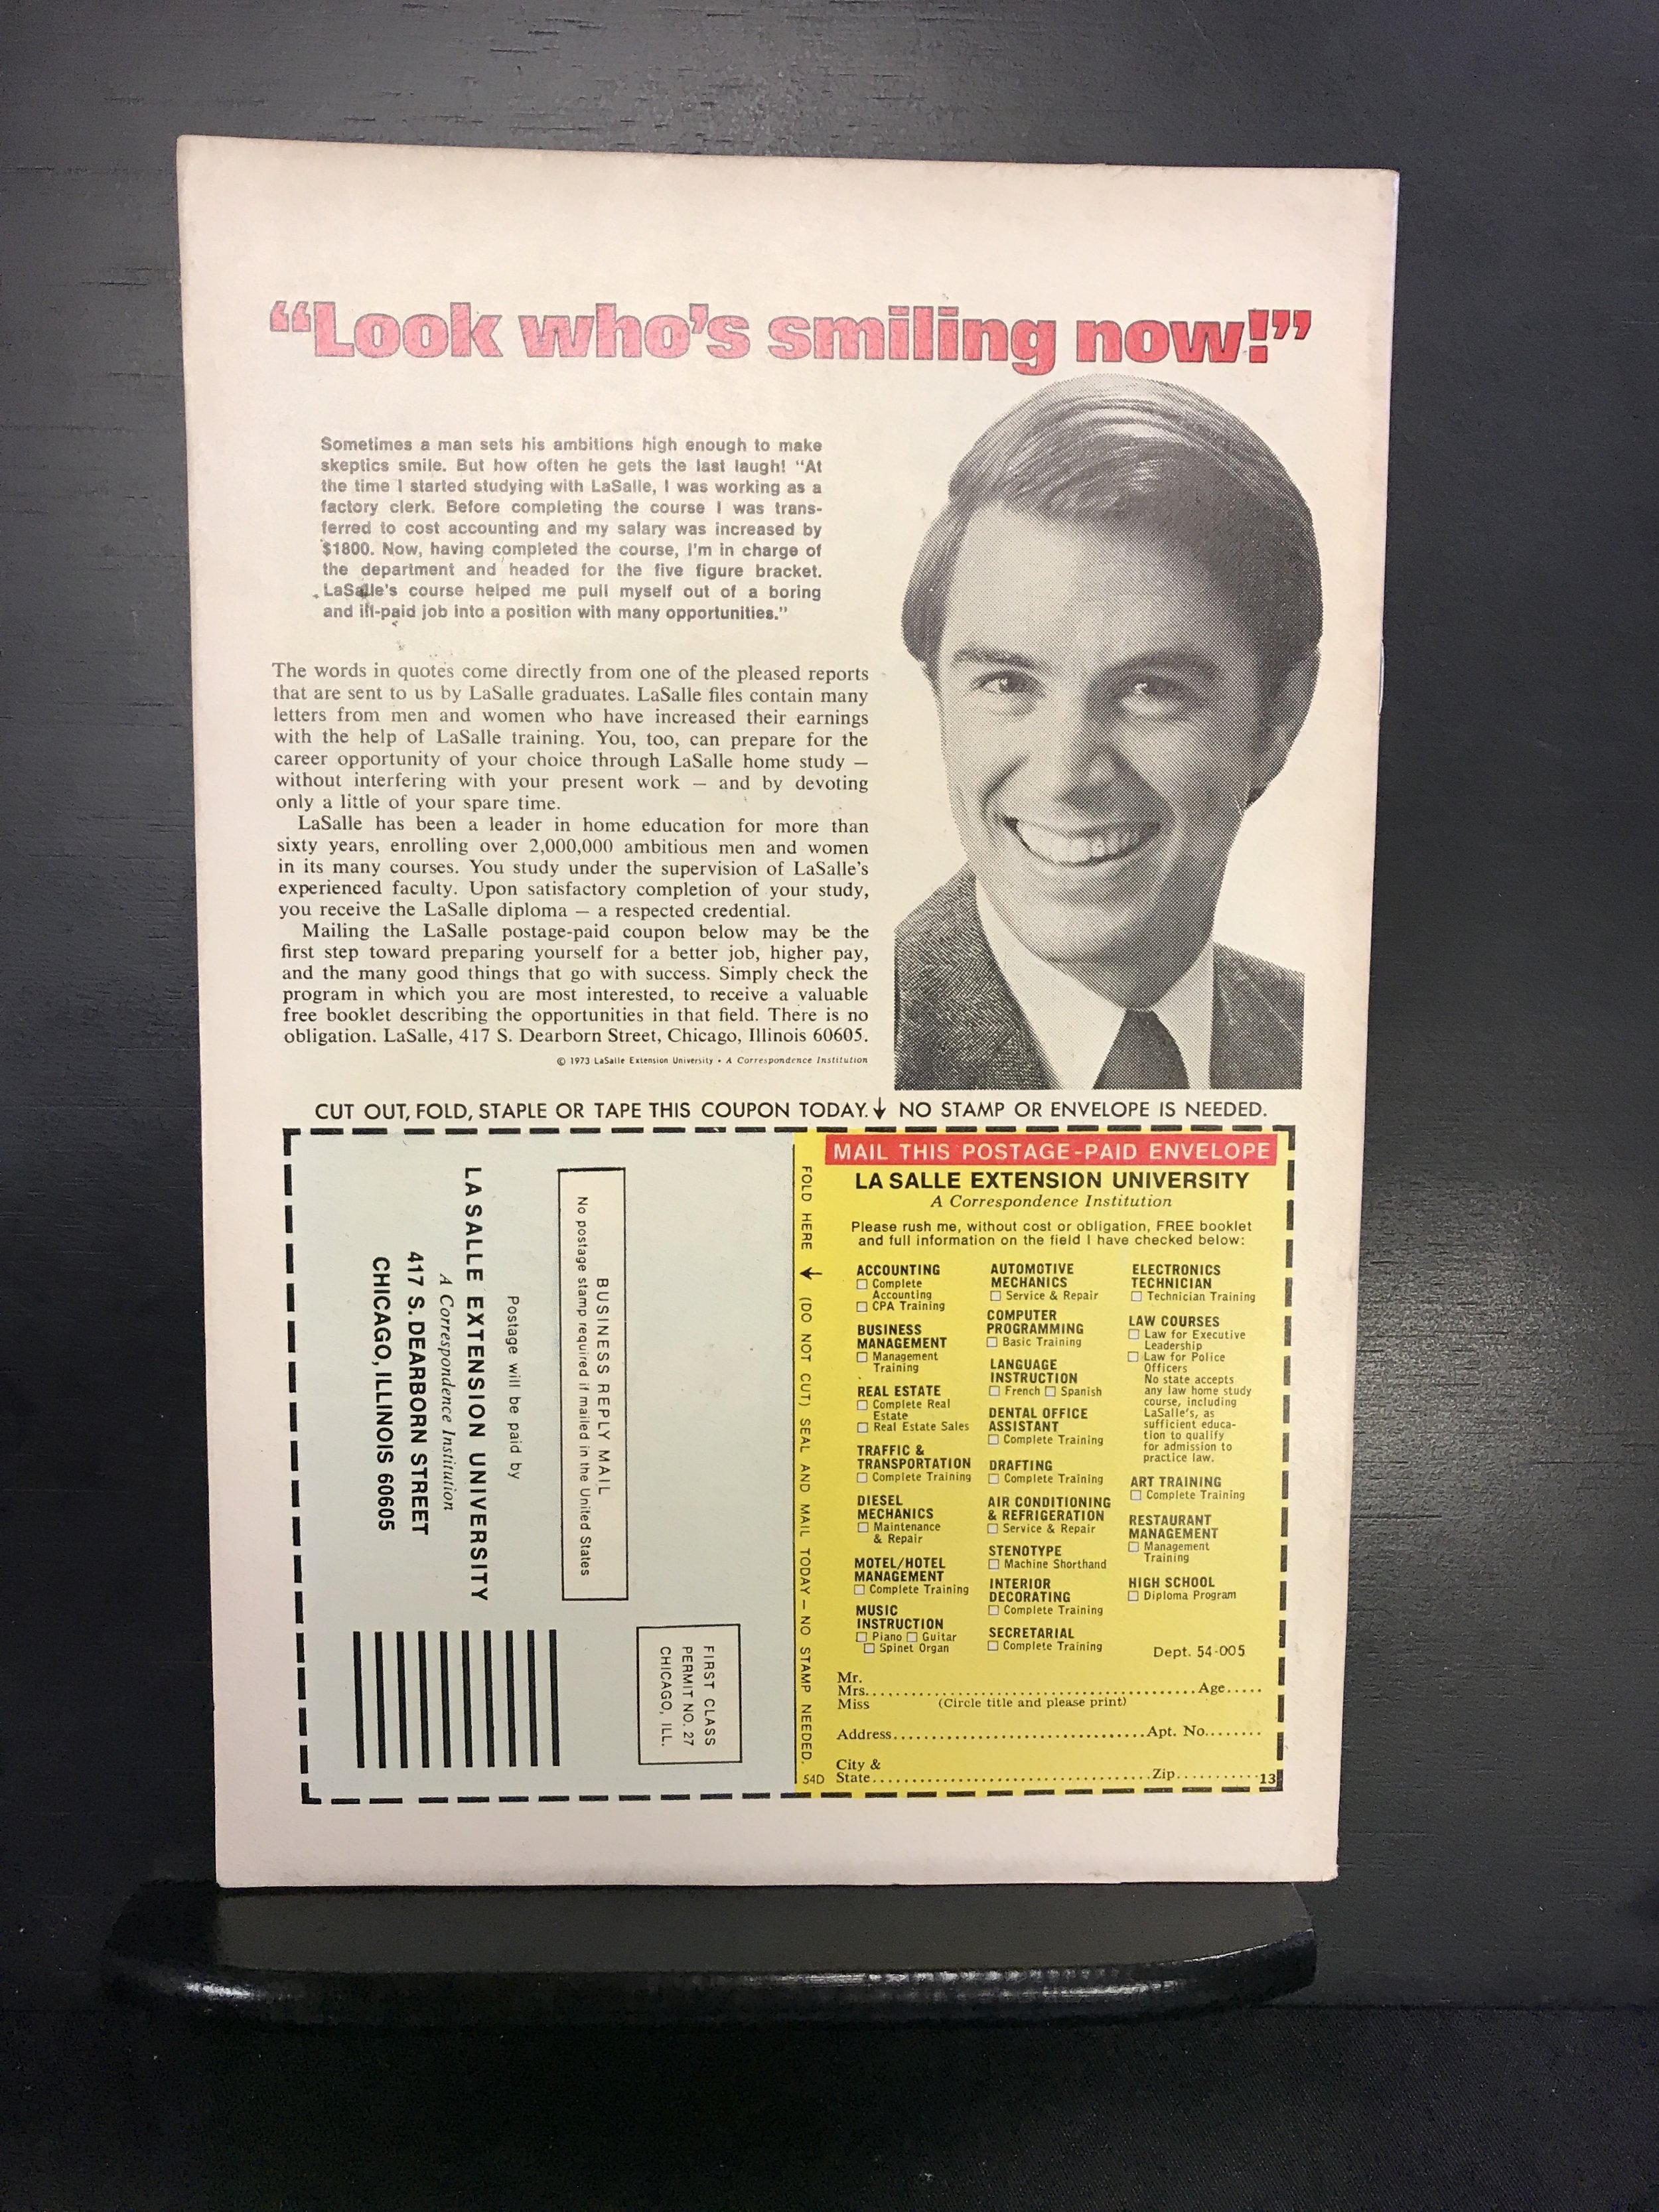 “Look who’s smiling now!”
Sometimes a man sets his ambitions high enough to make
skeptics smile. But how often he gets the last laugh! “At
the time I started studying with LaSalle, I was working as a
factory clerk. Before completing the course I was trans-
ferred to cost accounting and my salary was increased by
$1800. Now, having completed the course, I'm in charge of
the department and headed for the five figure bracket.
LaSalle's course helped me pull myself out of a boring
and ill-paid job into a position with many opportunities.”
The words in quotes come directly from one of the pleased reports
that are sent to us by LaSalle graduates. LaSalle files contain many
letters from men and women who have increased their earnings
with the help of LaSalle training. You, too, can prepare for the
career opportunity of your choice through LaSalle home study —
without interfering with your present work — and by devoting
only a little of your spare time.
LaSalle has been a leader in home education for more than
sixty years, enrolling over 2,000,000 ambitious men and women
in its many courses. You study under the supervision of LaSalle's
experienced faculty. Upon satisfactory completion of your study,
you receive the LaSalle diploma — a respected credential.
Mailing the LaSalle postage-paid coupon below may be the
first step toward preparing yourself for a better job, higher pay,
and the many good things that go with success. Simply check the
program in which you are most interested, to receive a valuable
free booklet describing the opportunities in that field. There is no
obligation. LaSalle, 417 S. Dearborn Street, Chicago, Illinois 60605.
© 1973 LaSalle Extension University • A Correspondence Institution
CUT OUT, FOLD, STAPLE OR TAPE THIS COUPON TODAY. ↓ NO STAMP OR ENVELOPE IS NEEDED.
FIRST CLASS
PERMIT NO. 27
CHICAGO, ILL.
BUSINESS REPLY MAIL
No postage stamp required if mailed in the United States
Postage will be paid by
LA SALLE EXTENSION UNIVERSITY
A Correspondence Institution
417 S. DEARBORN STREET
CHICAGO, ILLINOIS 60605
FOLD HERE (DO NOT CUT) SEAL AND MAIL TODAY — NO STAMP NEEDED.
54D
MAIL THIS POSTAGE-PAID ENVELOPE
LA SALLE EXTENSION UNIVERSITY
A Correspondence Institution
Please rush me, without cost or obligation, FREE booklet
and full information on the field I have checked below:
ACCOUNTING
☐ Complete
Accounting
☐ CPA Training
BUSINESS
MANAGEMENT
☐ Management
Training
REAL ESTATE
☐ Complete Real
Estate
☐ Real Estate Sales
TRAFFIC &
TRANSPORTATION
☐ Complete Training
DIESEL
MECHANICS
☐ Maintenance
& Repair
MOTEL/HOTEL
MANAGEMENT
☐ Complete Training
MUSIC
INSTRUCTION
☐ Piano ☐ Guitar
☐ Spinet Organ
AUTOMOTIVE
MECHANICS
☐ Service & Repair
COMPUTER
PROGRAMMING
☐ Basic Training
LANGUAGE
INSTRUCTION
☐ French ☐ Spanish
DENTAL OFFICE
ASSISTANT
☐ Complete Training
DRAFTING
☐ Complete Training
AIR CONDITIONING
& REFRIGERATION
☐ Service & Repair
STENOTYPE
☐ Machine Shorthand
INTERIOR
DECORATING
☐ Complete Training
SECRETARIAL
☐ Complete Training
ELECTRONICS
TECHNICIAN
☐ Technician Training
LAW COURSES
☐ Law for Executive
Leadership
☐ Law for Police
Officers
No state accepts
any law home study
course, including
LaSalle's, as
sufficient educa-
tion to qualify
for admission to
practice law.
ART TRAINING
☐ Complete Training
RESTAURANT
MANAGEMENT
☐ Management
Training
HIGH SCHOOL
☐ Diploma Program
Dept. 54-005
Mr.
Mrs. Age
Miss (Circle title and please print)
Address Apt. No.
City &
State Zip 13